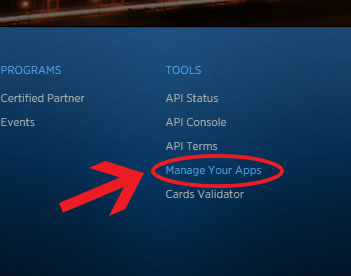 PROGRAMS
Certified Partner
Events
TOOLS
API Status
API Console
API Terms
Manage Your Apps
Cards Validator